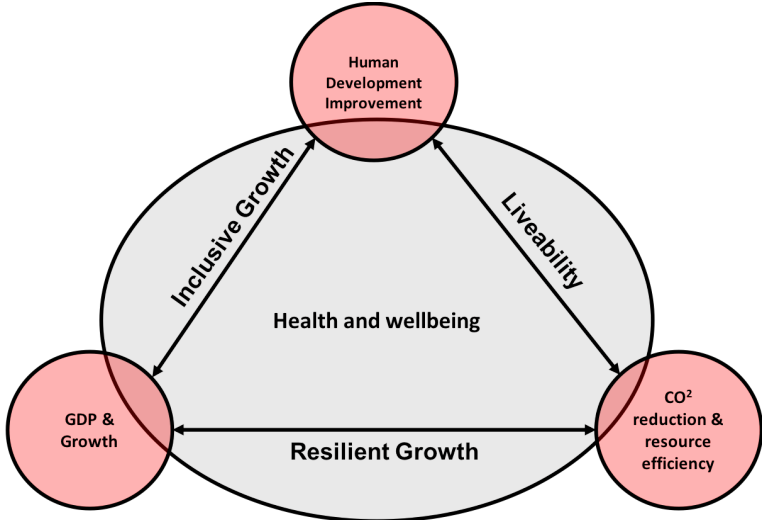 Human
Development
Improvement
Inclusive Growth
Liveability
Health and wellbeing
GDP &
Growth
CO²
reduction &
resource
efficiency
Resilient Growth